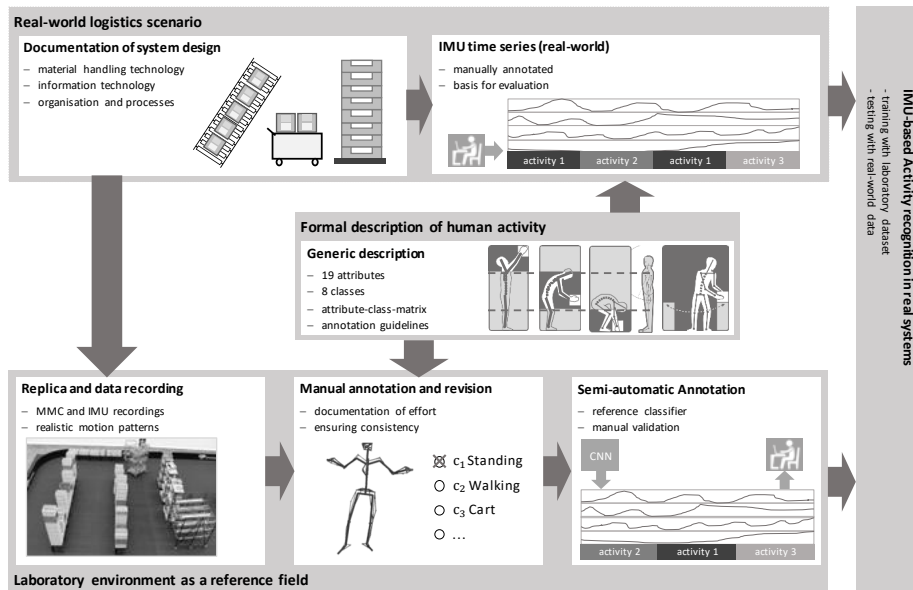 Real-world logistics scenario
Documentation of system design
– material handling technology
– information technology
– organisation and processes
IMU time series (real-world)
– manually annotated
– basis for evaluation
activity 1 activity 2 activity 1 activity 3
Formal description of human activity
Generic description
– 19 attributes
– 8 classes
– attribute-class-matrix
– annotation guidelines
Replica and data recording
– MMC and IMU recordings
– realistic motion patterns
Manual annotation and revision
– documentation of effort
– ensuring consistency
c₁ Standing
c₂ Walking
c₃ Cart
...
Semi-automatic Annotation
– reference classifier
– manual validation
CNN
activity 2 activity 1 activity 3
Laboratory environment as a reference field
IMU-based Activity recognition in real systems
- training with laboratory dataset
- testing with real-world data